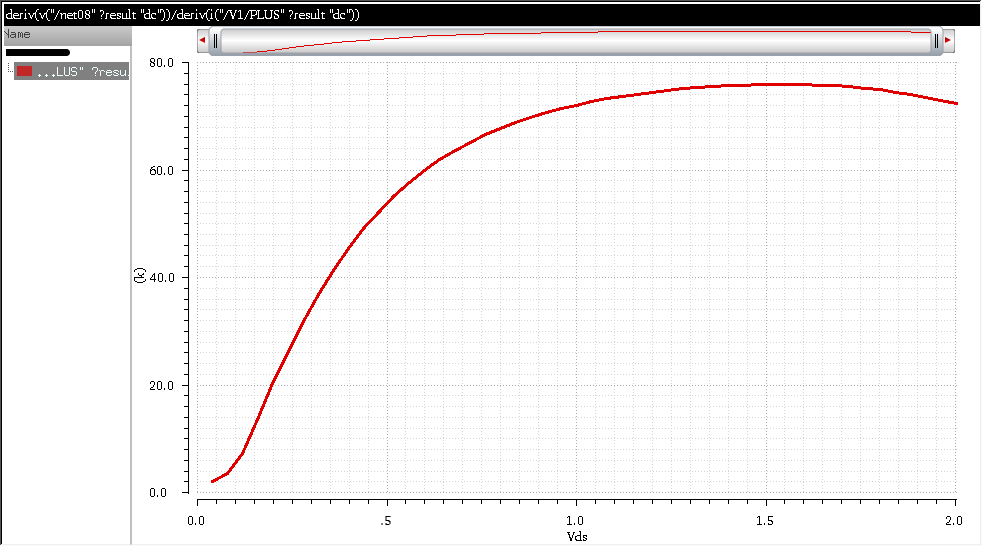 deriv(v("/net08" ?result "dc"))/deriv(i("/V1/PLUS" ?result "dc"))
Name
...LUS" ?resu.
80.0
60.0
(k)
40.0
20.0
0.0
0.0 .5 1.0 1.5 2.0
Vds